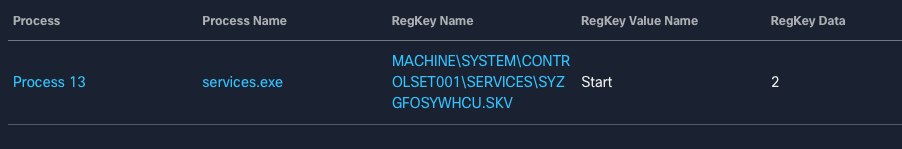 Process Process Name RegKey Name RegKey Value Name RegKey Data
MACHINE\SYSTEM\CONTR
Process 13 services.exe OLSET001\SERVICES\SYZ Start 2
GFOSYWHCU.SKV